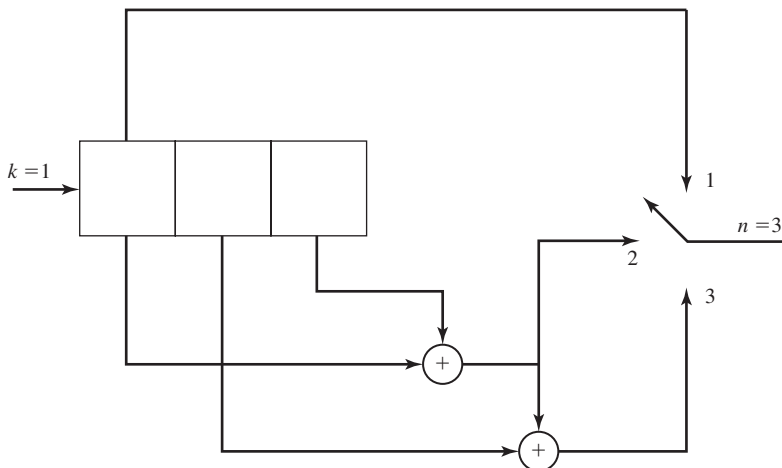 k = 1
1
n = 3
2
3
+
+